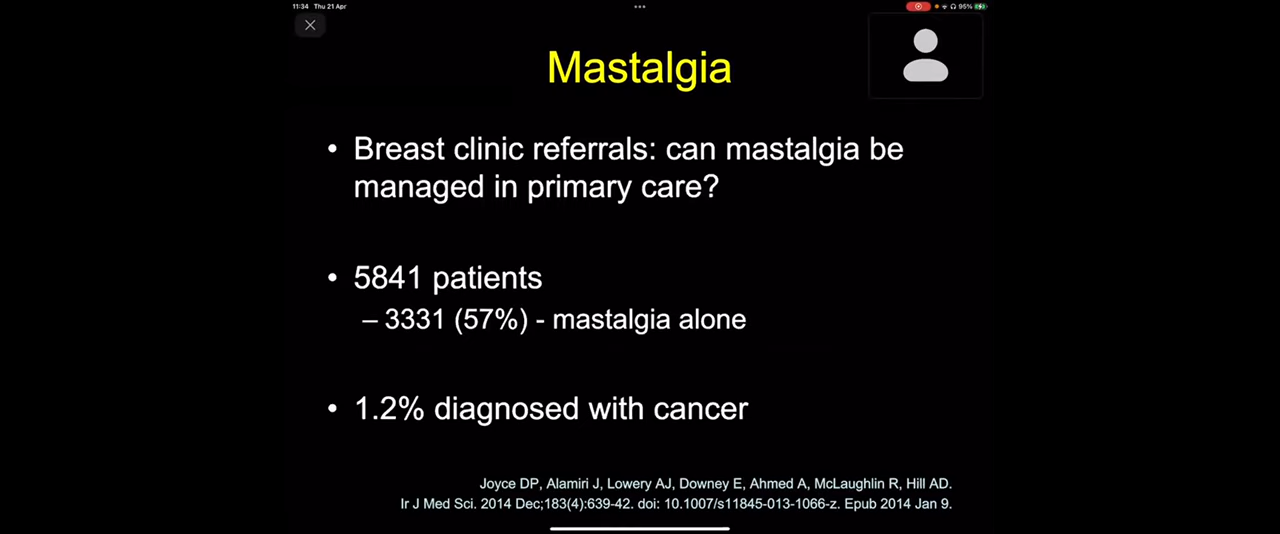 11:34 Thu 21 Apr
95%
Mastalgia
• Breast clinic referrals: can mastalgia be
managed in primary care?
• 5841 patients
– 3331 (57%) - mastalgia alone
• 1.2% diagnosed with cancer
Joyce DP, Alamiri J, Lowery AJ, Downey E, Ahmed A, McLaughlin R, Hill AD.
Ir J Med Sci. 2014 Dec;183(4):639-42. doi: 10.1007/s11845-013-1066-z. Epub 2014 Jan 9.